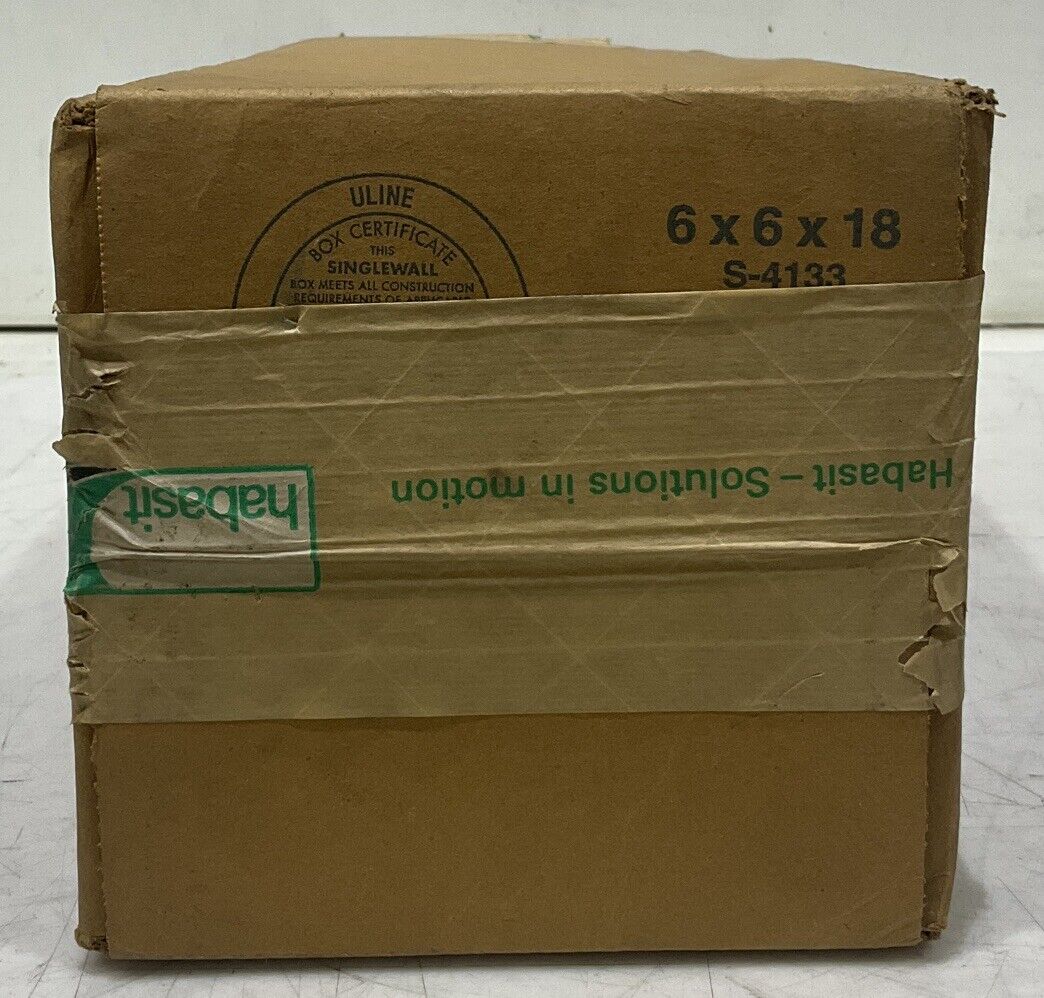 ULINE
BOX CERTIFICATE
THIS
SINGLEWALL
BOX MEETS ALL CONSTRUCTION
REQUIREMENTS OF APPLICABLE
6 x 6 x 18
S-4133
habasit
Habasit – Solutions in motion